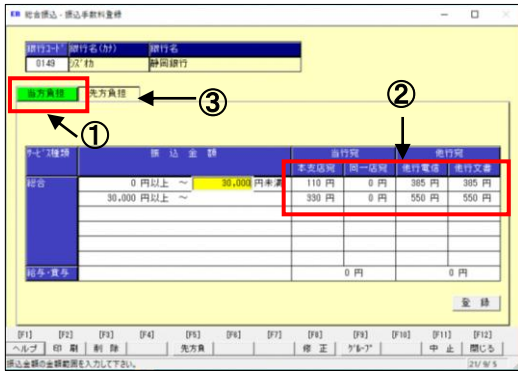 EB 総合振込 - 振込手数料登録
銀行コード 銀行名(カナ) 銀行名
0149 ｼｽﾞｵｶ 静岡銀行
当方負担 先方負担
③
①
②
ｻｰﾋﾞｽ種類 振 込 金 額 当行宛 他行宛
本支店宛 同一店宛 他行電信 他行文書
総合 0 円以上 ～ 30,000 円未満 110 円 0 円 385 円 385 円
30,000 円以上 ～ 330 円 0 円 550 円 550 円
給与・賞与 0 円 0 円
登 録
[F1] [F2] [F3] [F4] [F5] [F6] [F7] [F8] [F9] [F10] [F11] [F12]
ヘルプ 印 刷 削 除 先方負 修 正 ｸﾞﾙｰﾌﾟ 中 止 閉じる
振込金額の金額範囲を入力して下さい。 21/ 9/ 5